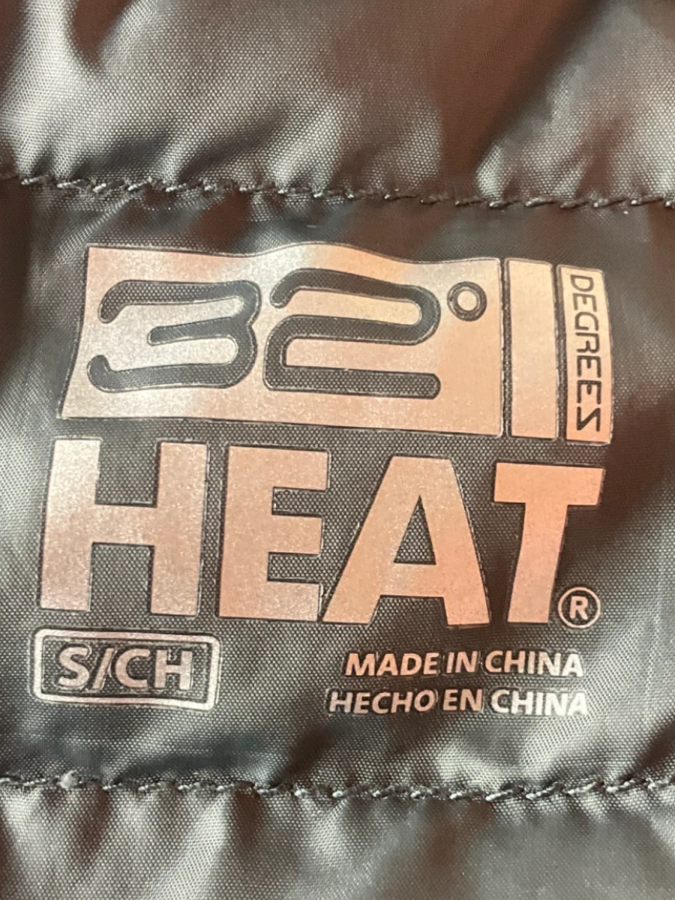 32° DEGREES
HEAT®
S/CH
MADE IN CHINA
HECHO EN CHINA